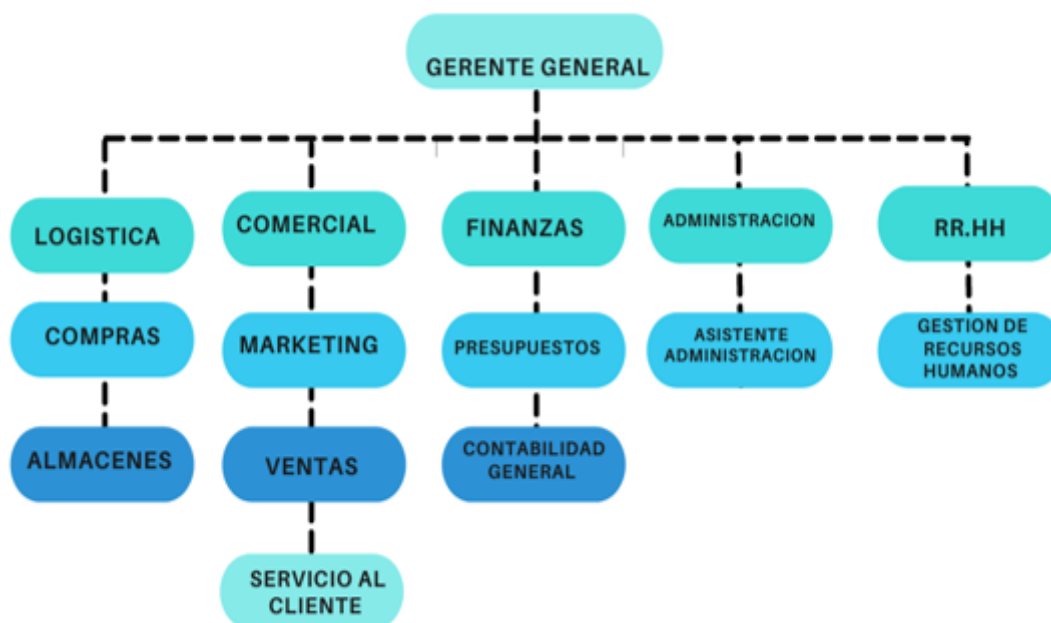 GERENTE GENERAL
LOGISTICA
COMERCIAL
FINANZAS
ADMINISTRACION
RR.HH
COMPRAS
MARKETING
PRESUPUESTOS
ASISTENTE
ADMINISTRACION
GESTION DE
RECURSOS
HUMANOS
ALMACENES
VENTAS
CONTABILIDAD
GENERAL
SERVICIO AL
CLIENTE